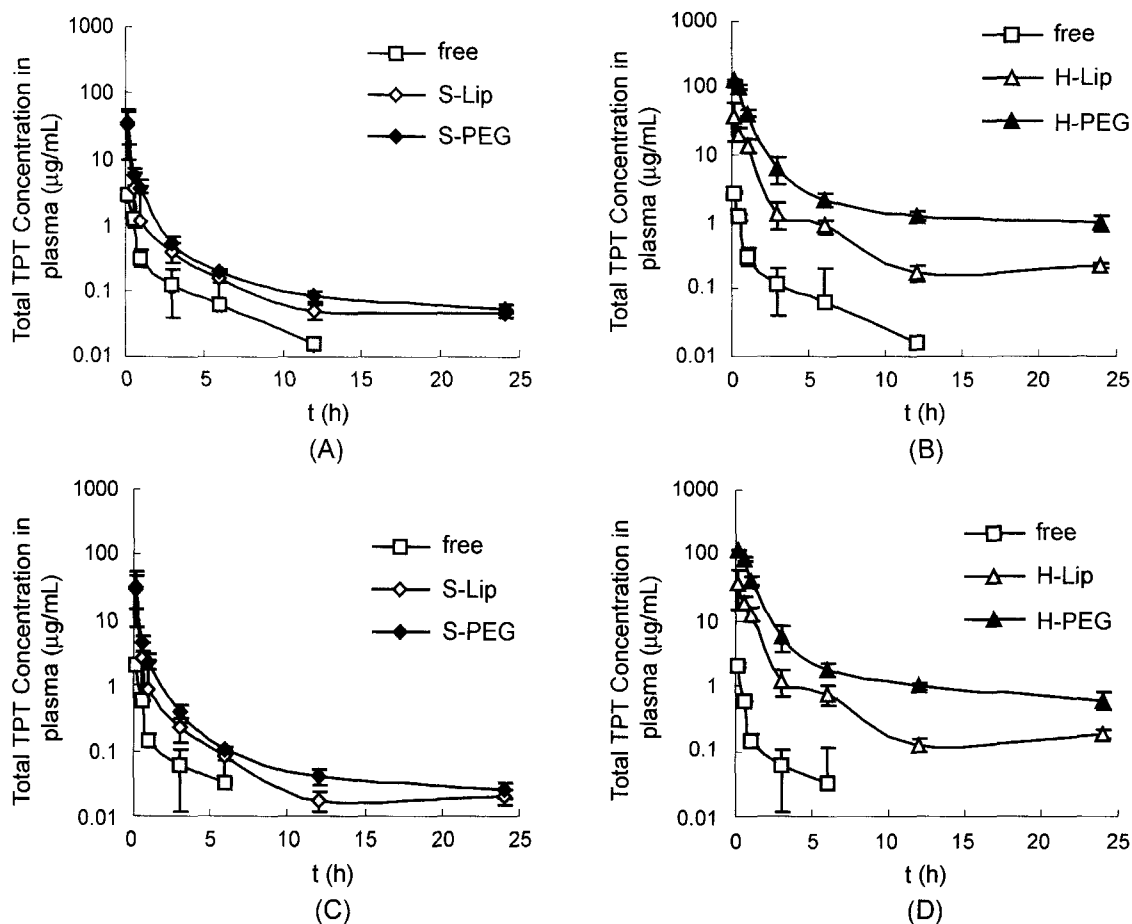 Total TPT Concentration in
plasma (μg/mL)
1000
100
10
1
0.1
0.01
0
5
10
15
20
25
t (h)
free
S-Lip
S-PEG
(A)
Total TPT Concentration in
plasma (μg/mL)
1000
100
10
1
0.1
0.01
0
5
10
15
20
25
t (h)
free
H-Lip
H-PEG
(B)
Total TPT Concentration in
plasma (μg/mL)
1000
100
10
1
0.1
0.01
0
5
10
15
20
25
t (h)
free
S-Lip
S-PEG
(C)
Total TPT Concentration in
plasma (μg/mL)
1000
100
10
1
0.1
0.01
0
5
10
15
20
25
t (h)
free
H-Lip
H-PEG
(D)